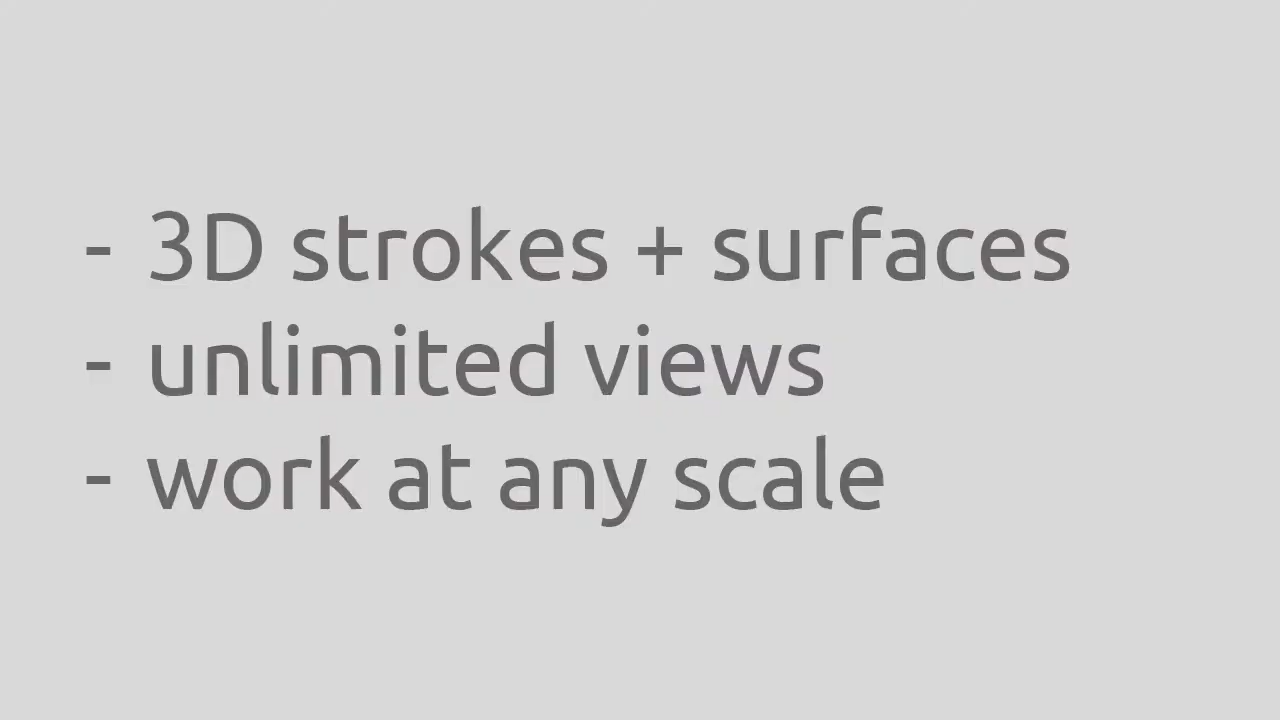 - 3D strokes + surfaces
- unlimited views
- work at any scale